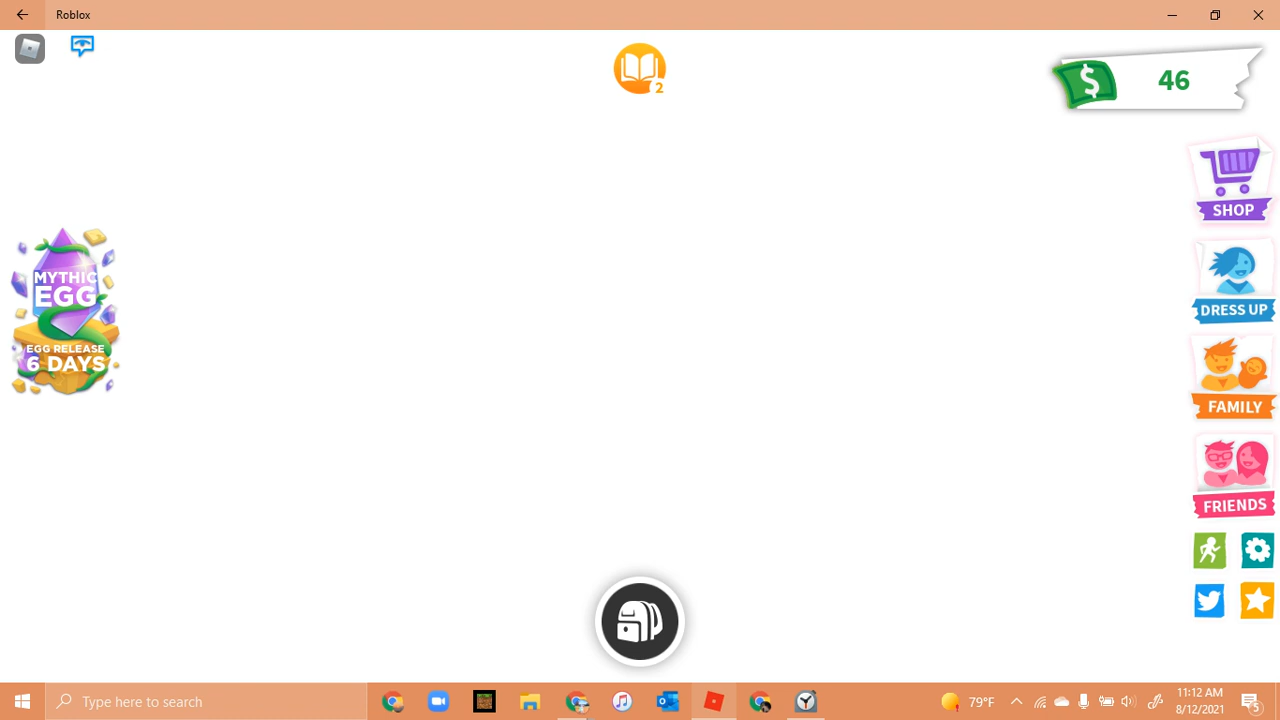 Roblox
2
46
SHOP
MYTHIC
EGG
EGG RELEASE
6 DAYS
DRESS UP
FAMILY
FRIENDS
Type here to search
79°F
11:12 AM
8/12/2021
5